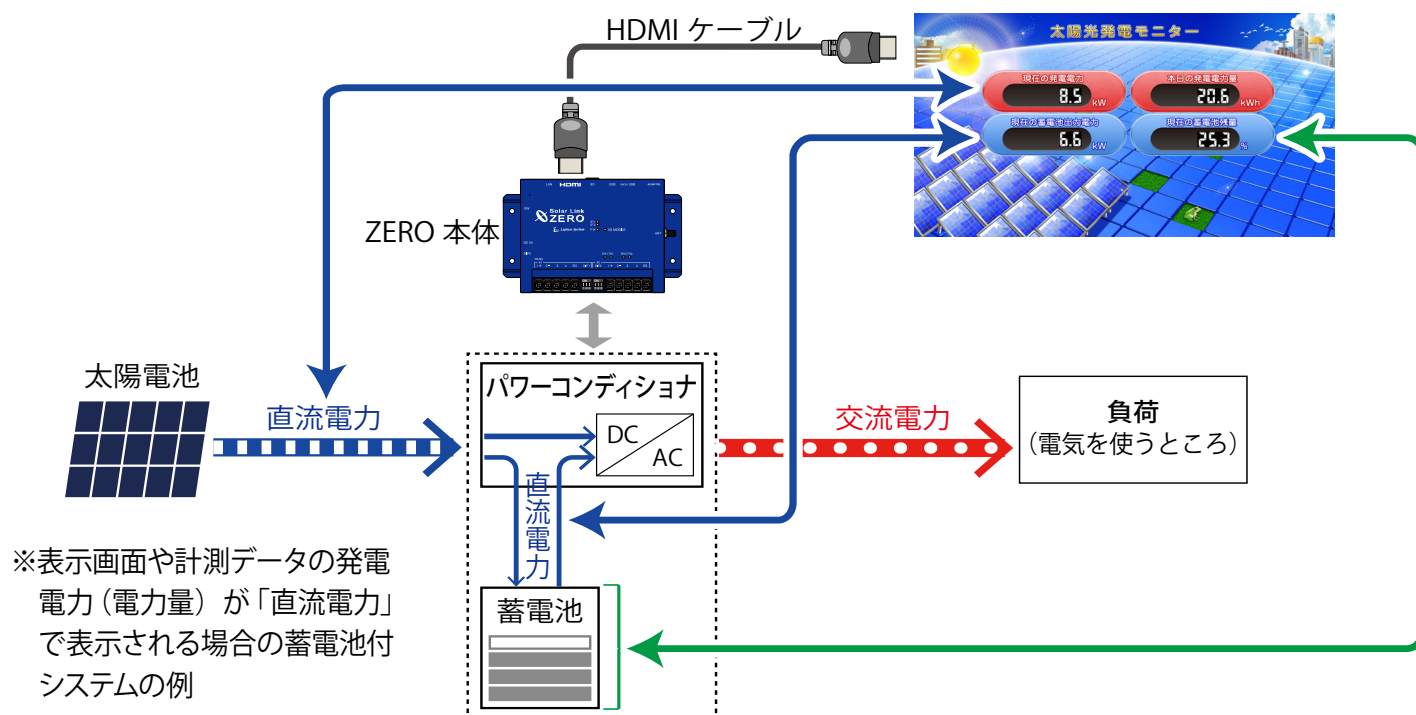 HDMI ケーブル
太陽光発電モニター
現在の発電電力
8.5 kW
本日の発電電力量
20.6 kWh
現在の蓄電池出力電力
6.6 kW
現在の蓄電池残量
25.3 %
ZERO 本体
LAN HDMI
Solar Link
ZERO
太陽電池
直流電力
パワーコンディショナ
DC
AC
直流電力
蓄電池
交流電力
負荷
(電気を使うところ)
※表示画面や計測データの発電
電力(電力量)が「直流電力」
で表示される場合の蓄電池付
システムの例